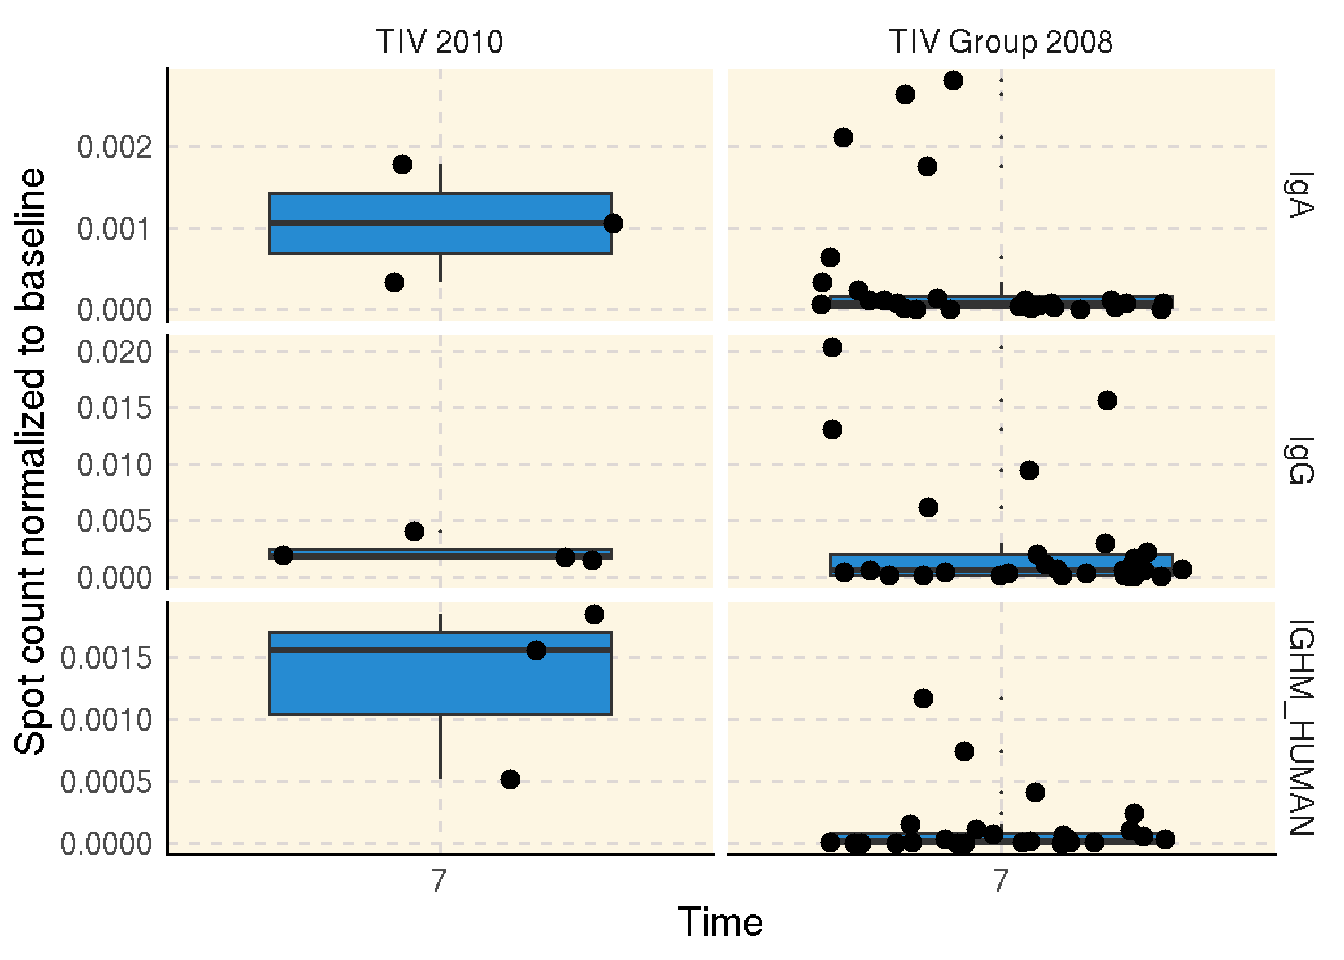 TIV 2010
TIV Group 2008
Spot count normalized to baseline
0.002
0.001
0.000
IgA
0.020
0.015
0.010
0.005
0.000
IgG
0.0015
0.0010
0.0005
0.0000
IGHM_HUMAN
7
7
Time